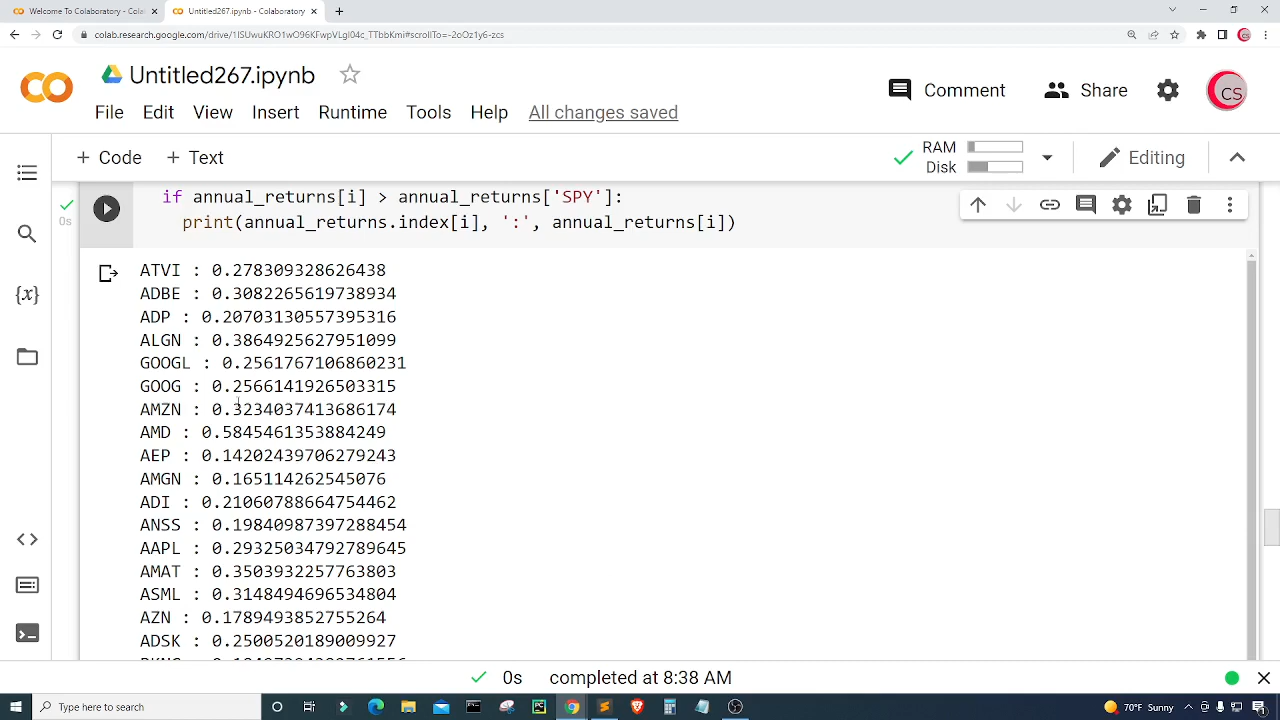 Welcome To Colaboratory - Colal
Untitled267.ipynb - Colaboratory
colab.research.google.com/drive/1ISUwuKRO1wO96KFwpVLgI04c_TTbbKmi#scrollTo=-2oOz1y6-szc
Untitled267.ipynb
Comment
Share
CS
File Edit View Insert Runtime Tools Help All changes saved
+ Code + Text
RAM
Disk
Editing
if annual_returns[i] > annual_returns['SPY']:
print(annual_returns.index[i], ':', annual_returns[i])
0s
{x}
ATVI : 0.278309328626438
ADBE : 0.3082265619738934
ADP : 0.20703130557395316
ALGN : 0.3864925627951099
GOOGL : 0.2561767106860231
GOOG : 0.2566141926503315
AMZN : 0.3234037413686174
AMD : 0.5845461353884249
AEP : 0.14202439706279243
AMGN : 0.165114262545076
ADI : 0.21060788664754462
ANSS : 0.19840987397288454
AAPL : 0.29325034792789645
AMAT : 0.3503932257763803
ASML : 0.3148494696534804
AZN : 0.1789493852755264
ADSK : 0.2500520189009927
0s completed at 8:38 AM
Type here to search
70°F Sunny